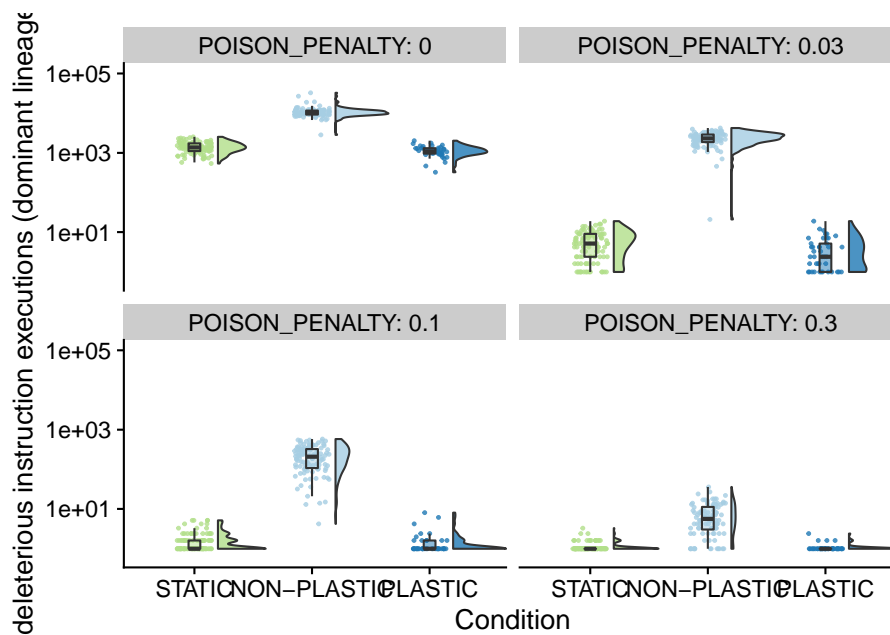 deleterious instruction executions (dominant lineage
POISON_PENALTY: 0
POISON_PENALTY: 0.03
1e+05
1e+03
1e+01
POISON_PENALTY: 0.1
POISON_PENALTY: 0.3
1e+05
1e+03
1e+01
STATIC NON−PLASTIC PLASTIC
STATIC NON−PLASTIC PLASTIC
Condition